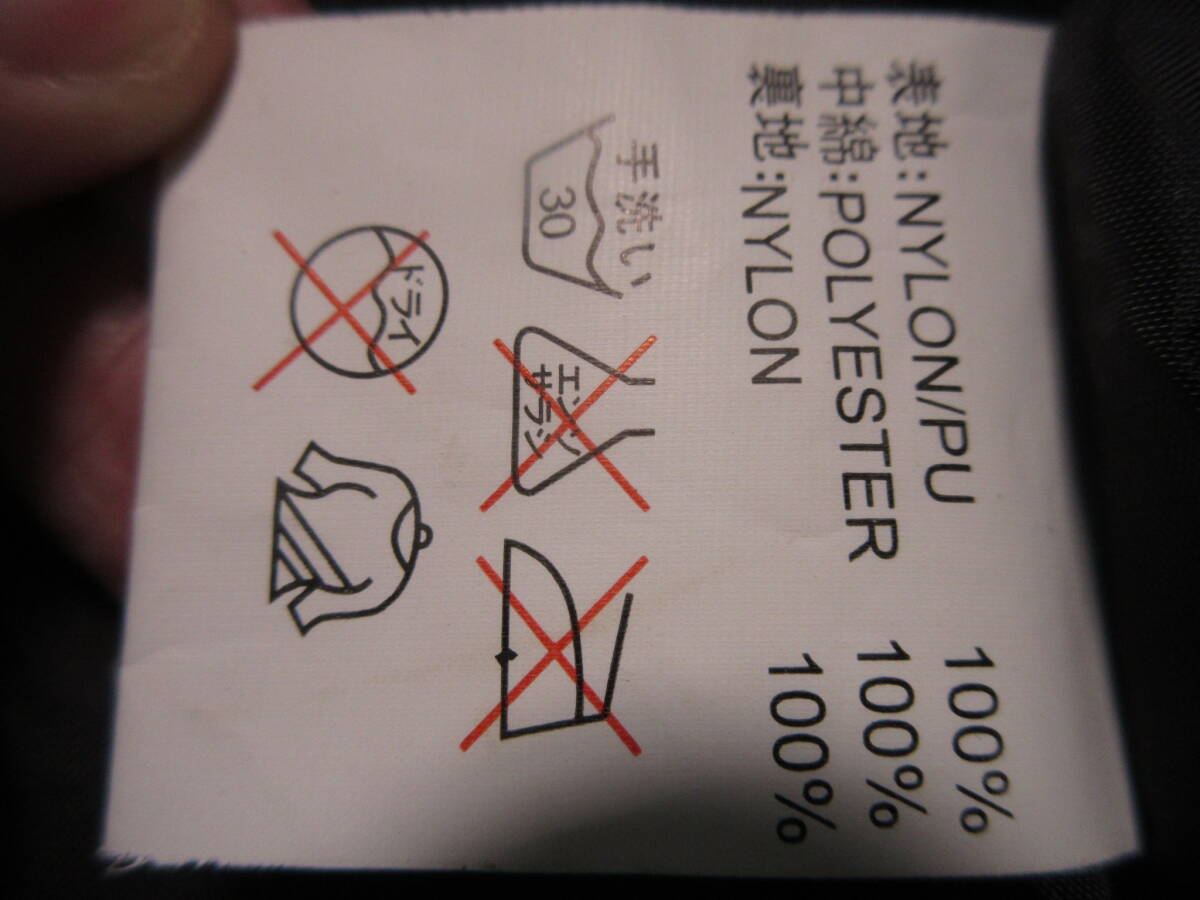 表地:NYLON/PU 100%
中綿:POLYESTER 100%
裏地:NYLON 100%
手洗い
30
エンソ
サラシ
ドライ